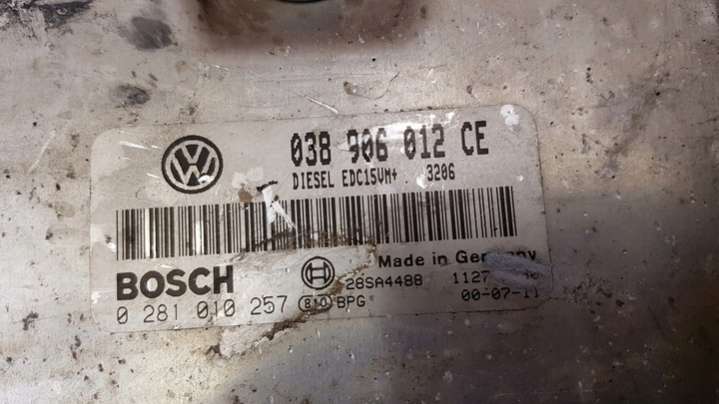 038 906 012 CE
DIESEL EDC15VM+ 3206
Made in Germany
BOSCH
28SA4488 1127
0 281 010 257 BPG 00-07-11